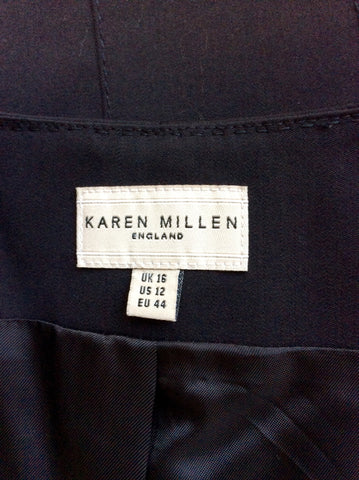 KAREN MILLEN
ENGLAND
UK 16
US 12
EU 44